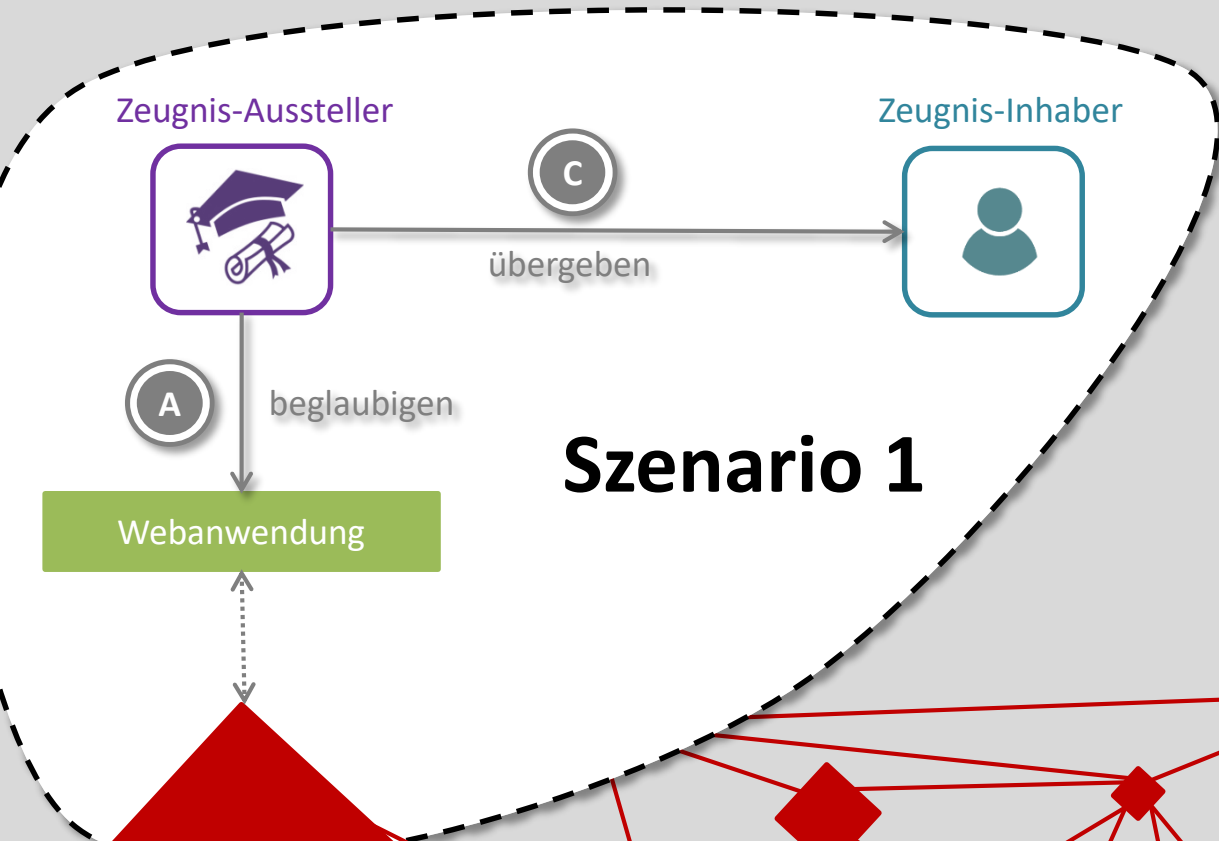 Zeugnis-Aussteller
Zeugnis-Inhaber
C
übergeben
A
beglaubigen
Szenario 1
Webanwendung